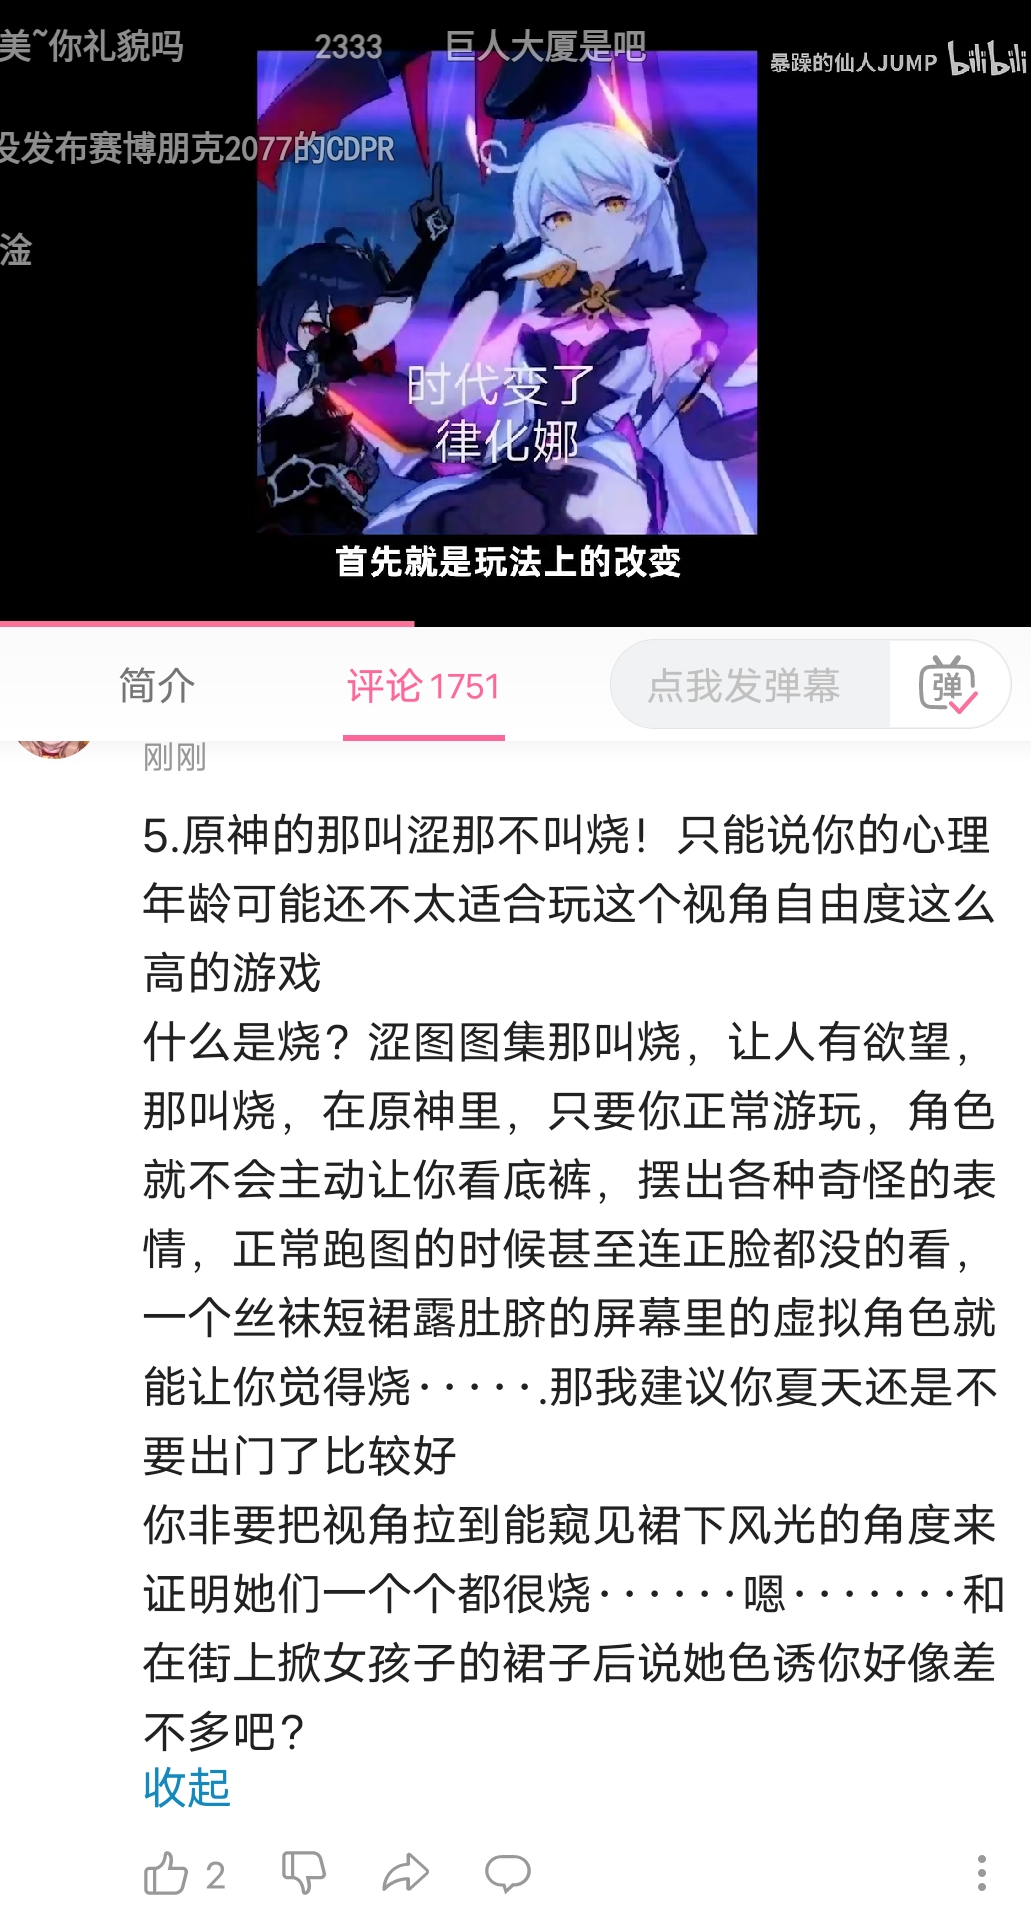 美~你礼貌吗
2333
巨人大厦是吧
暴躁的仙人JUMP
bilibili
没发布赛博朋克2077的CDPR
淦
时代变了
律化娜
首先就是玩法上的改变
简介
评论1751
点我发弹幕
弹
刚刚
5.原神的那叫涩那不叫烧！只能说你的心理
年龄可能还不太适合玩这个视角自由度这么
高的游戏
什么是烧？涩图图集那叫烧，让人有欲望，
那叫烧，在原神里，只要你正常游玩，角色
就不会主动让你看底裤，摆出各种奇怪的表
情，正常跑图的时候甚至连正脸都没的看，
一个丝袜短裙露肚脐的屏幕里的虚拟角色就
能让你觉得烧·····.那我建议你夏天还是不
要出门了比较好
你非要把视角拉到能窥见裙下风光的角度来
证明她们一个个都很烧······嗯·······和
在街上掀女孩子的裙子后说她色诱你好像差
不多吧？
收起
2